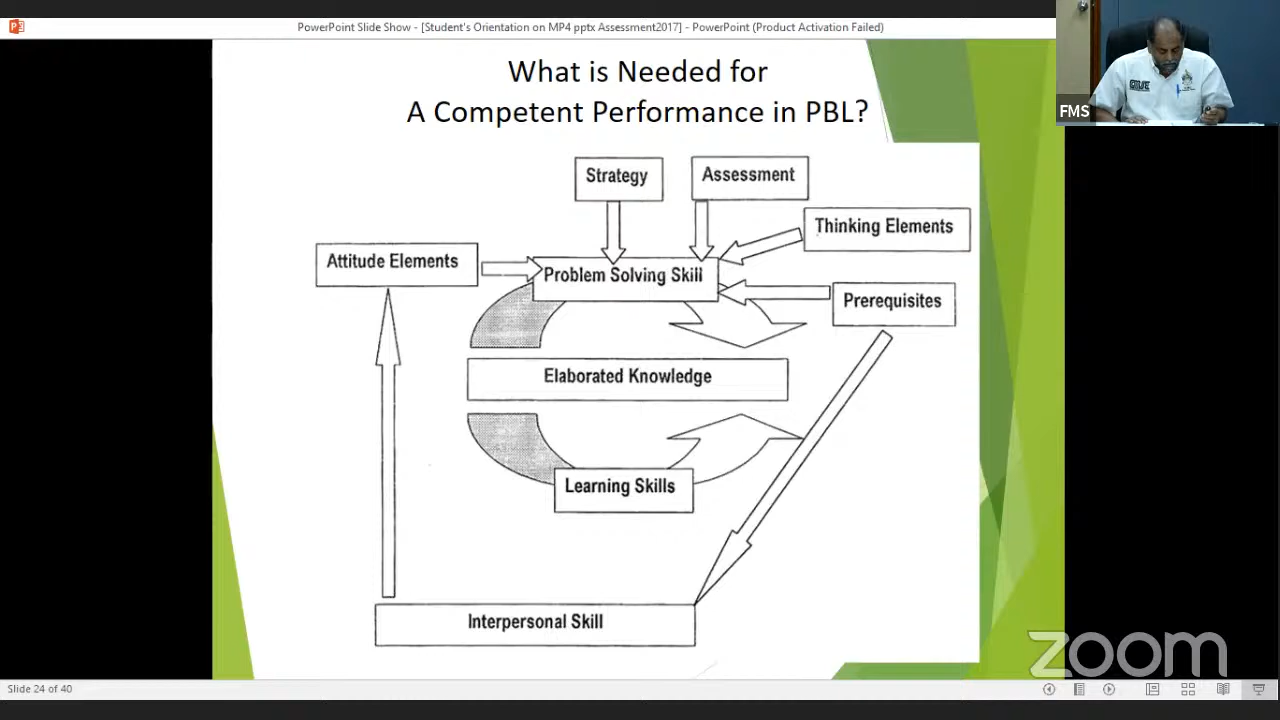 PowerPoint Slide Show - [Student's Orientation on MP4 pptx Assessment2017] - PowerPoint (Product Activation Failed)
What is Needed for
A Competent Performance in PBL?
FMS
Strategy
Assessment
Thinking Elements
Attitude Elements
Problem Solving Skill
Prerequisites
Elaborated Knowledge
Learning Skills
Interpersonal Skill
zoom
Slide 24 of 40